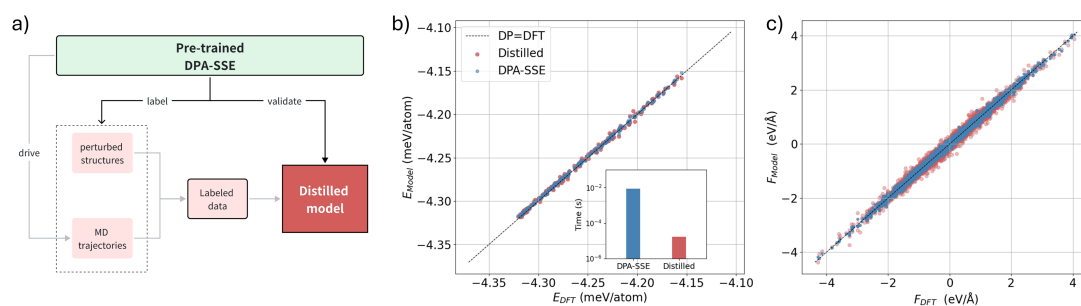 a)
Pre-trained
DPA-SSE
label
validate
drive
perturbed
structures
MD
trajectories
Labeled
data
Distilled
model
b)
DP=DFT
Distilled
DPA-SSE
E_Model (meV/atom)
−4.10
−4.15
−4.20
−4.25
−4.30
−4.35
Time (s)
10⁻²
10⁻⁴
10⁻⁶
DPA-SSE
Distilled
−4.35
−4.30
−4.25
−4.20
−4.15
−4.10
E_DFT (meV/atom)
c)
F_Model (eV/Å)
4
2
0
−2
−4
−4
−2
0
2
4
F_DFT (eV/Å)